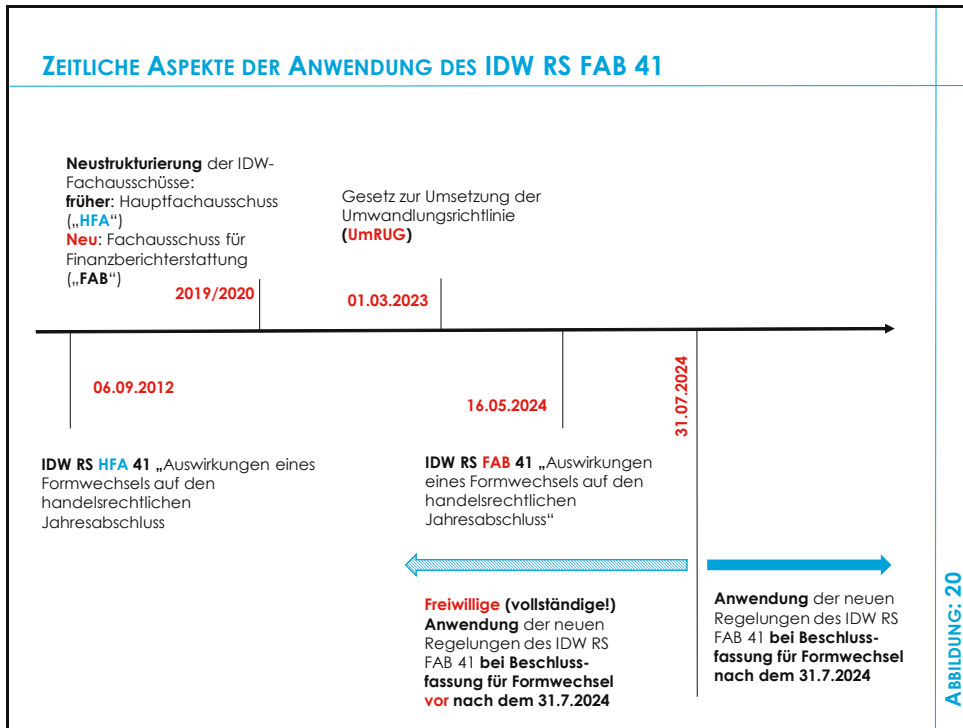 ZEITLICHE ASPEKTE DER ANWENDUNG DES IDW RS FAB 41
Neustrukturierung der IDW-
Fachausschüsse:
früher: Hauptfachausschuss
(„HFA“)
Neu: Fachausschuss für
Finanzberichterstattung
(„FAB“)
2019/2020
Gesetz zur Umsetzung der
Umwandlungsrichtlinie
(UmRUG)
01.03.2023
06.09.2012
16.05.2024
31.07.2024
IDW RS HFA 41 „Auswirkungen eines
Formwechsels auf den
handelsrechtlichen
Jahresabschluss
IDW RS FAB 41 „Auswirkungen
eines Formwechsels auf den
handelsrechtlichen
Jahresabschluss“
Freiwillige (vollständige!)
Anwendung der neuen
Regelungen des IDW RS
FAB 41 bei Beschluss-
fassung für Formwechsel
vor nach dem 31.7.2024
Anwendung der neuen
Regelungen des IDW RS
FAB 41 bei Beschluss-
fassung für Formwechsel
nach dem 31.7.2024
ABBILDUNG: 20